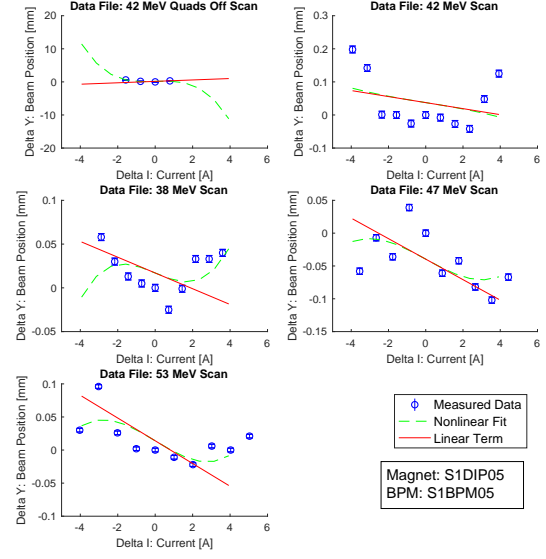 Data File: 42 MeV Quads Off Scan
Delta Y: Beam Position [mm]
20
10
0
-10
-20
-4
-2
0
2
4
6
Delta I: Current [A]
Data File: 42 MeV Scan
Delta Y: Beam Position [mm]
0.3
0.2
0.1
0
-0.1
-4
-2
0
2
4
6
Delta I: Current [A]
Data File: 38 MeV Scan
Delta Y: Beam Position [mm]
0.1
0.05
0
-0.05
-4
-2
0
2
4
6
Delta I: Current [A]
Data File: 47 MeV Scan
Delta Y: Beam Position [mm]
0.05
0
-0.05
-0.1
-0.15
-4
-2
0
2
4
6
Delta I: Current [A]
Data File: 53 MeV Scan
Delta Y: Beam Position [mm]
0.1
0.05
0
-0.05
-0.1
-4
-2
0
2
4
6
Delta I: Current [A]
Measured Data
Nonlinear Fit
Linear Term
Magnet: S1DIP05
BPM: S1BPM05